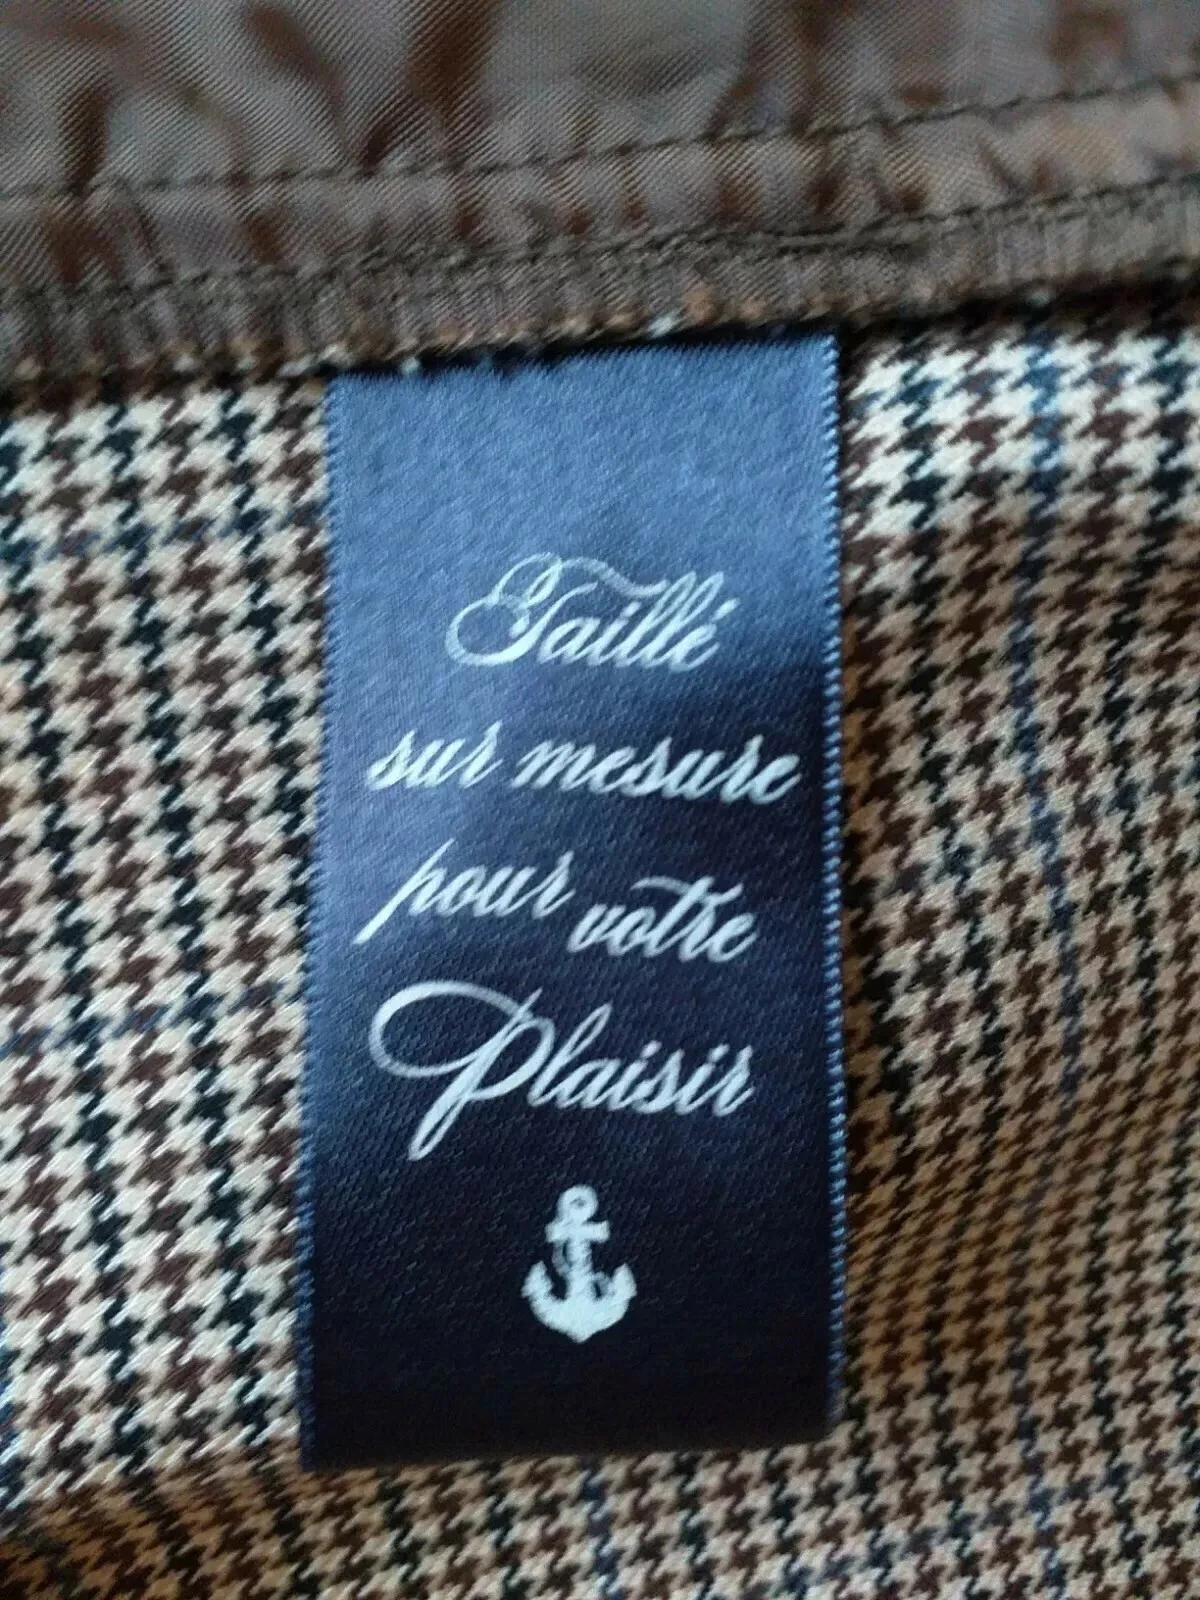 Taillé
sur mesure
pour votre
Plaisir